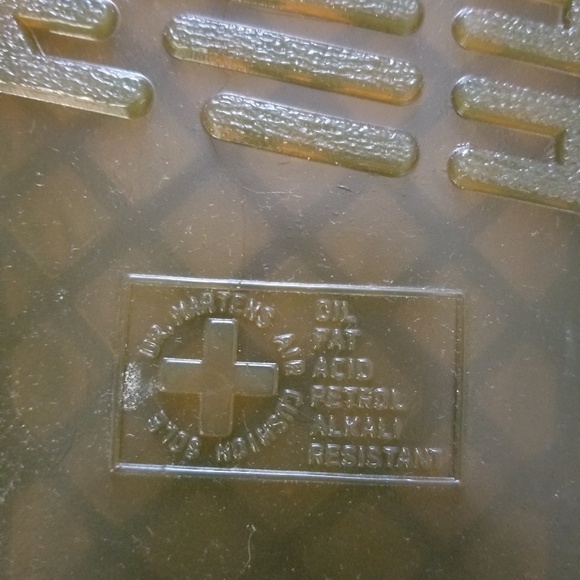 DR. MARTENS AIR CUSHION SOLE
OIL
FAT
ACID
PETROL
ALKALI
RESISTANT